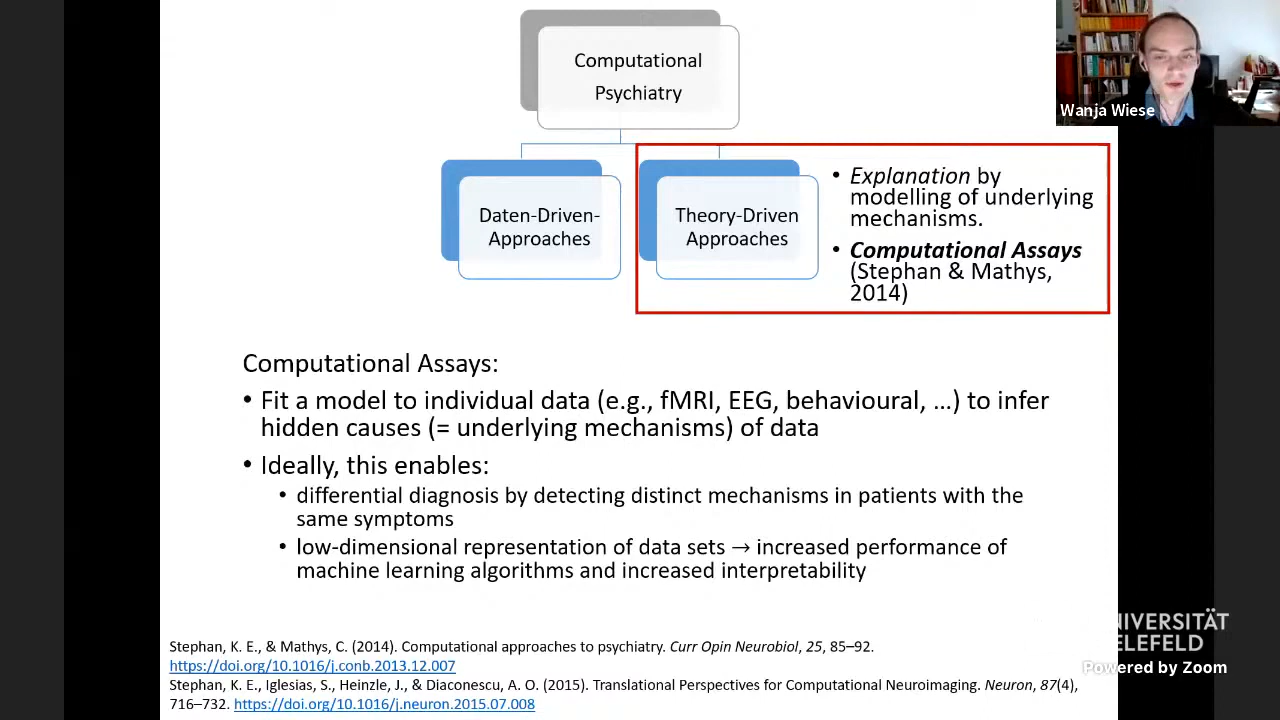 Computational
Psychiatry
Wanja Wiese
Daten-Driven-
Approaches
Theory-Driven
Approaches
• Explanation by
modelling of underlying
mechanisms.
• Computational Assays
(Stephan & Mathys,
2014)
Computational Assays:
• Fit a model to individual data (e.g., fMRI, EEG, behavioural, …) to infer
hidden causes (= underlying mechanisms) of data
• Ideally, this enables:
• differential diagnosis by detecting distinct mechanisms in patients with the
same symptoms
• low-dimensional representation of data sets → increased performance of
machine learning algorithms and increased interpretability
Stephan, K. E., & Mathys, C. (2014). Computational approaches to psychiatry. Curr Opin Neurobiol, 25, 85–92.
https://doi.org/10.1016/j.conb.2013.12.007
Stephan, K. E., Iglesias, S., Heinzle, J., & Diaconescu, A. O. (2015). Translational Perspectives for Computational Neuroimaging. Neuron, 87(4),
716–732. https://doi.org/10.1016/j.neuron.2015.07.008
NIVERSITÄT
ELEFELD
Powered by Zoom